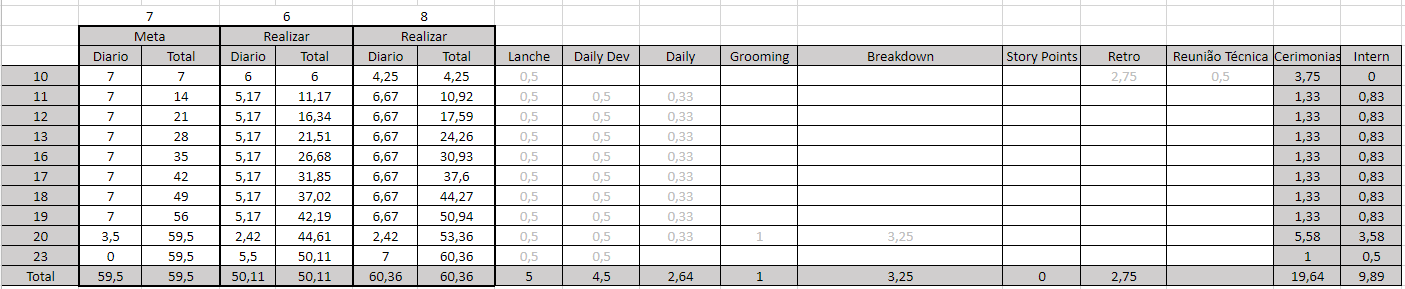 7 6 8
Meta Realizar Realizar
Diario Total Diario Total Diario Total Lanche Daily Dev Daily Grooming Breakdown Story Points Retro Reunião Técnica Cerimonias Intern
10 7 7 6 6 4,25 4,25 0,5 2,75 0,5 3,75 0
11 7 14 5,17 11,17 6,67 10,92 0,5 0,5 0,33 1,33 0,83
12 7 21 5,17 16,34 6,67 17,59 0,5 0,5 0,33 1,33 0,83
13 7 28 5,17 21,51 6,67 24,26 0,5 0,5 0,33 1,33 0,83
16 7 35 5,17 26,68 6,67 30,93 0,5 0,5 0,33 1,33 0,83
17 7 42 5,17 31,85 6,67 37,6 0,5 0,5 0,33 1,33 0,83
18 7 49 5,17 37,02 6,67 44,27 0,5 0,5 0,33 1,33 0,83
19 7 56 5,17 42,19 6,67 50,94 0,5 0,5 0,33 1,33 0,83
20 3,5 59,5 2,42 44,61 2,42 53,36 0,5 0,5 0,33 1 3,25 5,58 3,58
23 0 59,5 5,5 50,11 7 60,36 0,5 0,5 1 0,5
Total 59,5 59,5 50,11 50,11 60,36 60,36 5 4,5 2,64 1 3,25 0 2,75 19,64 9,89